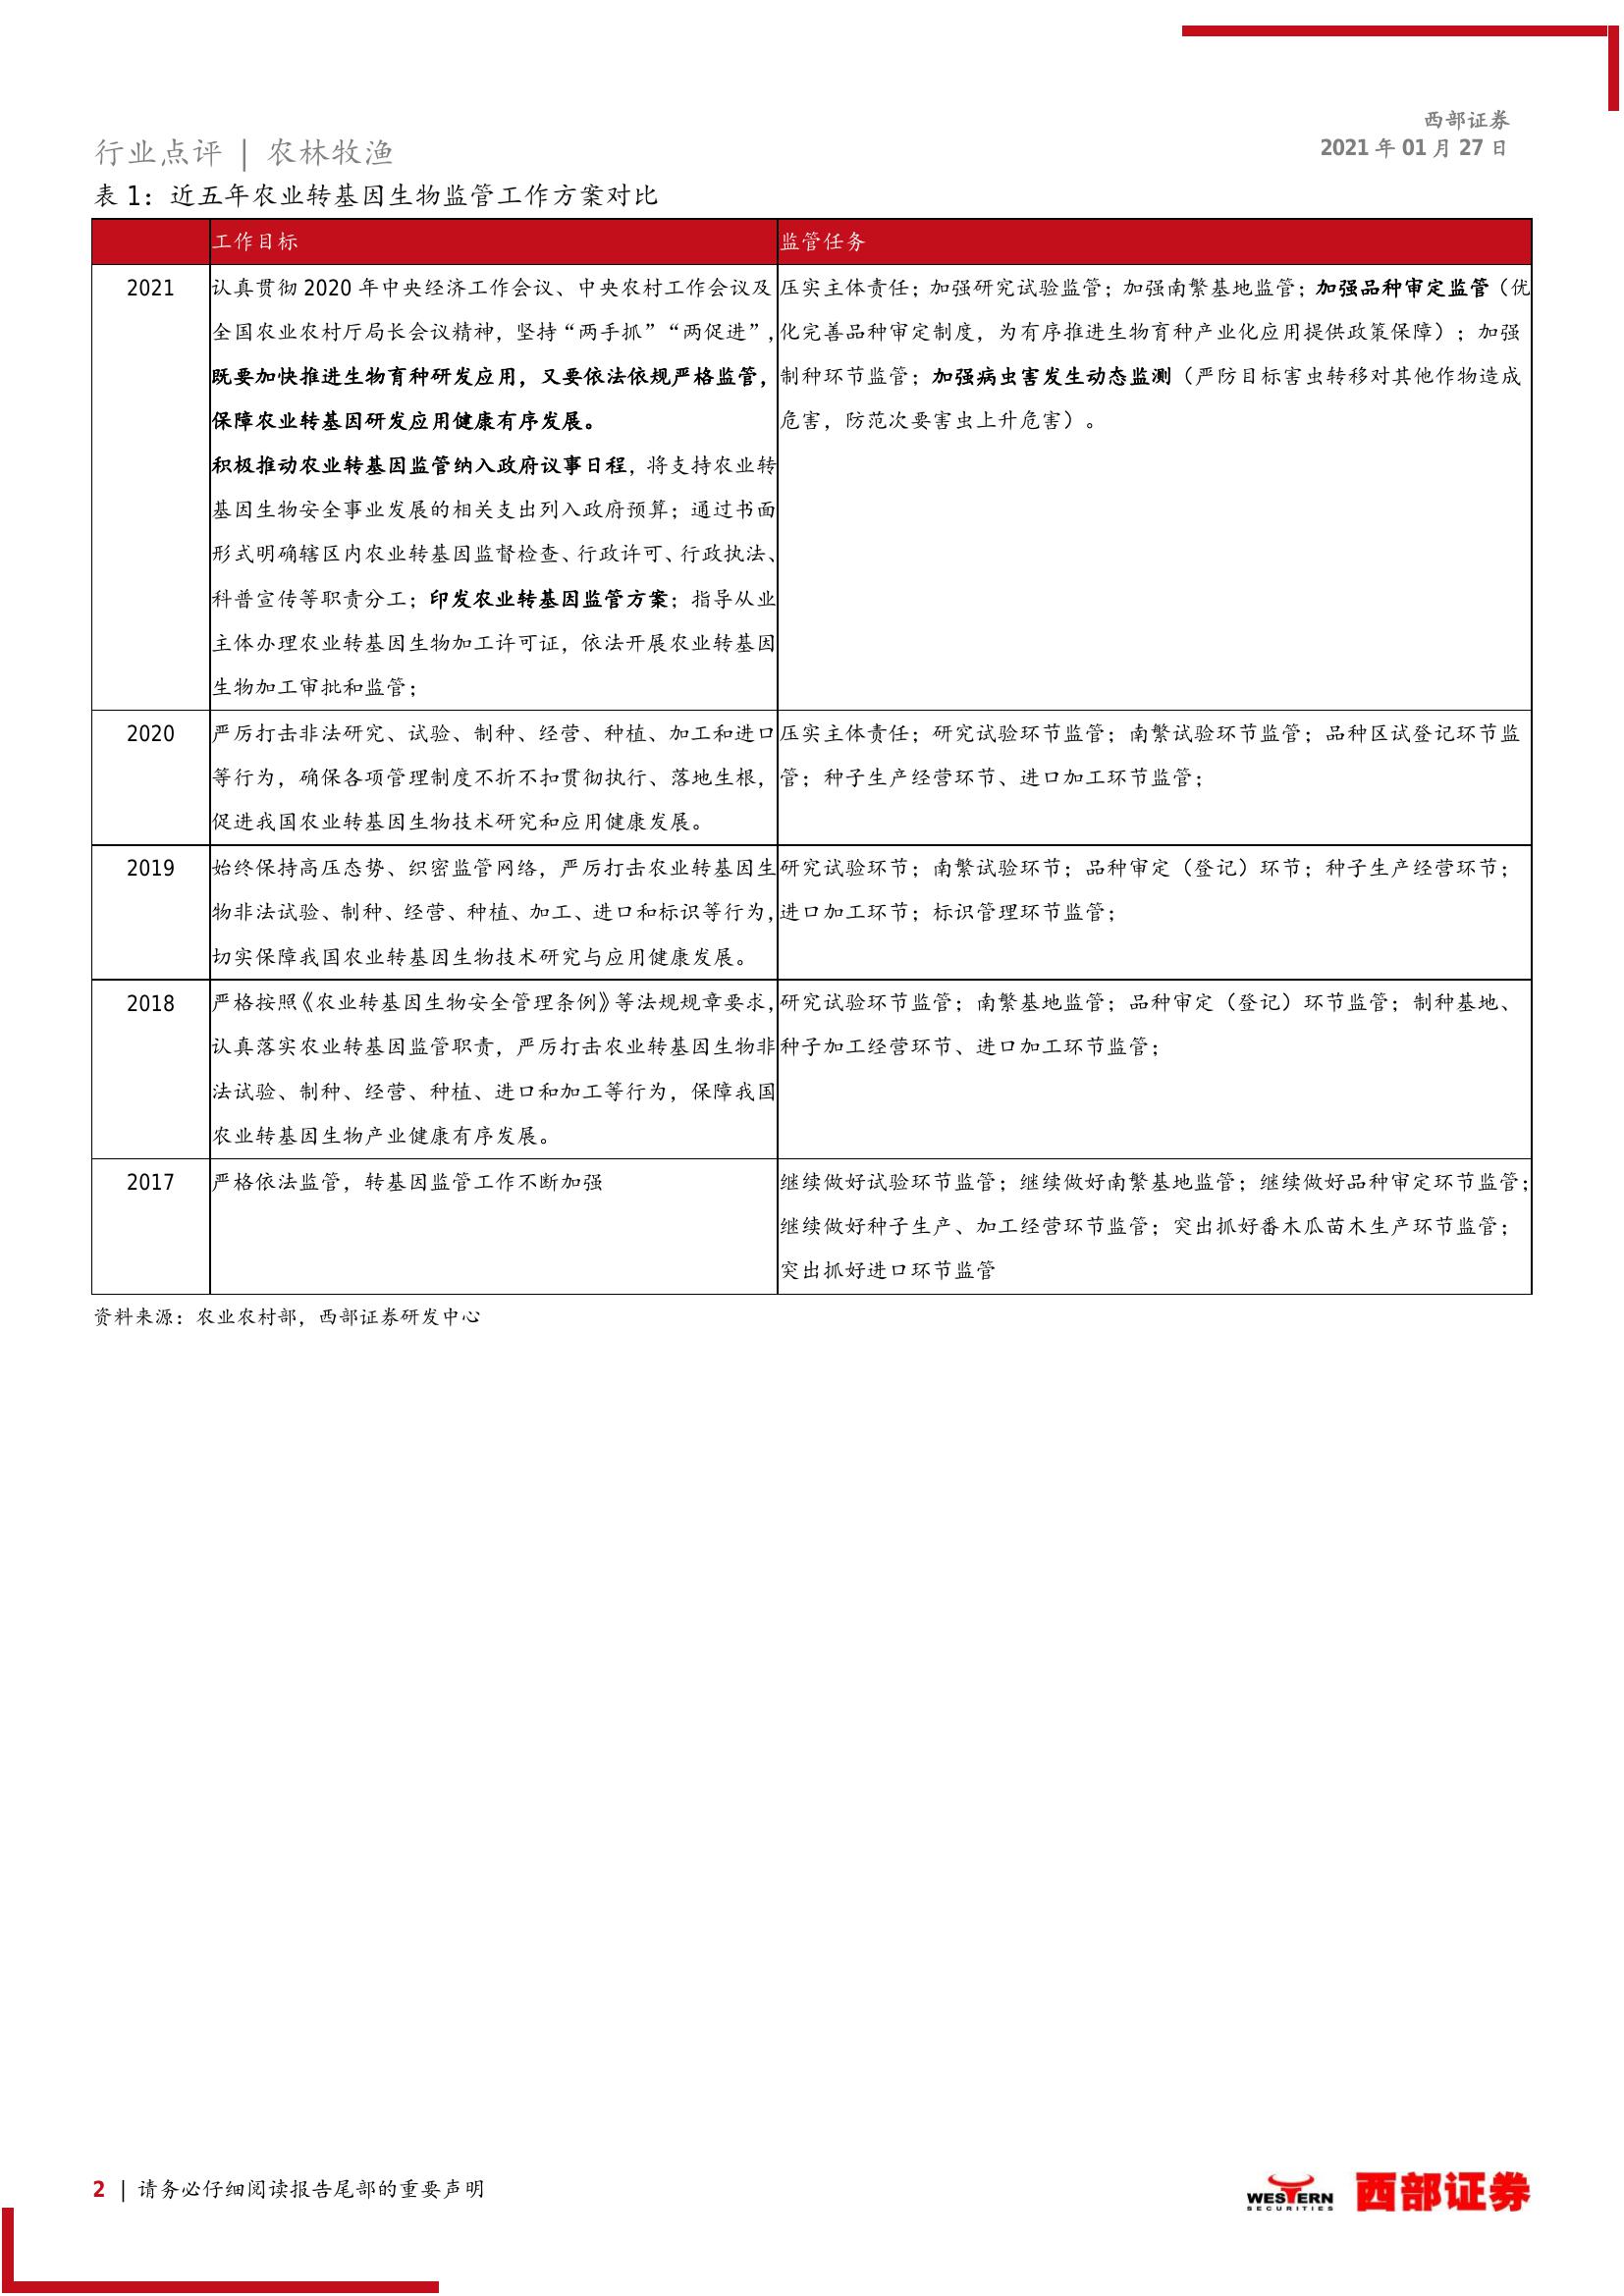 西部证券
2021 年 01 月 27 日
行业点评 | 农林牧渔
表 1：近五年农业转基因生物监管工作方案对比
工作目标
监管任务
2021
认真贯彻 2020 年中央经济工作会议、中央农村工作会议及
全国农业农村厅局长会议精神，坚持“两手抓”“两促进”，
既要加快推进生物育种研发应用，又要依法依规严格监管，
保障农业转基因研发应用健康有序发展。
积极推动农业转基因监管纳入政府议事日程，将支持农业转
基因生物安全事业发展的相关支出列入政府预算；通过书面
形式明确辖区内农业转基因监督检查、行政许可、行政执法、
科普宣传等职责分工；印发农业转基因监管方案；指导从业
主体办理农业转基因生物加工许可证，依法开展农业转基因
生物加工审批和监管；
压实主体责任；加强研究试验监管；加强南繁基地监管；加强品种审定监管（优
化完善品种审定制度，为有序推进生物育种产业化应用提供政策保障）；加强
制种环节监管；加强病虫害发生动态监测（严防目标害虫转移对其他作物造成
危害，防范次要害虫上升危害）。
2020
严厉打击非法研究、试验、制种、经营、种植、加工和进口
等行为，确保各项管理制度不折不扣贯彻执行、落地生根，
促进我国农业转基因生物技术研究和应用健康发展。
压实主体责任；研究试验环节监管；南繁试验环节监管；品种区试登记环节监
管；种子生产经营环节、进口加工环节监管；
2019
始终保持高压态势、织密监管网络，严厉打击农业转基因生
物非法试验、制种、经营、种植、加工、进口和标识等行为，
切实保障我国农业转基因生物技术研究与应用健康发展。
研究试验环节；南繁试验环节；品种审定（登记）环节；种子生产经营环节；
进口加工环节；标识管理环节监管；
2018
严格按照《农业转基因生物安全管理条例》等法规规章要求，
认真落实农业转基因监管职责，严厉打击农业转基因生物非
法试验、制种、经营、种植、进口和加工等行为，保障我国
农业转基因生物产业健康有序发展。
研究试验环节监管；南繁基地监管；品种审定（登记）环节监管；制种基地、
种子加工经营环节、进口加工环节监管；
2017
严格依法监管，转基因监管工作不断加强
继续做好试验环节监管；继续做好南繁基地监管；继续做好品种审定环节监管；
继续做好种子生产、加工经营环节监管；突出抓好番木瓜苗木生产环节监管；
突出抓好进口环节监管
资料来源：农业农村部，西部证券研发中心
2 | 请务必仔细阅读报告尾部的重要声明
WESTERN
SECURITIES
西部证券